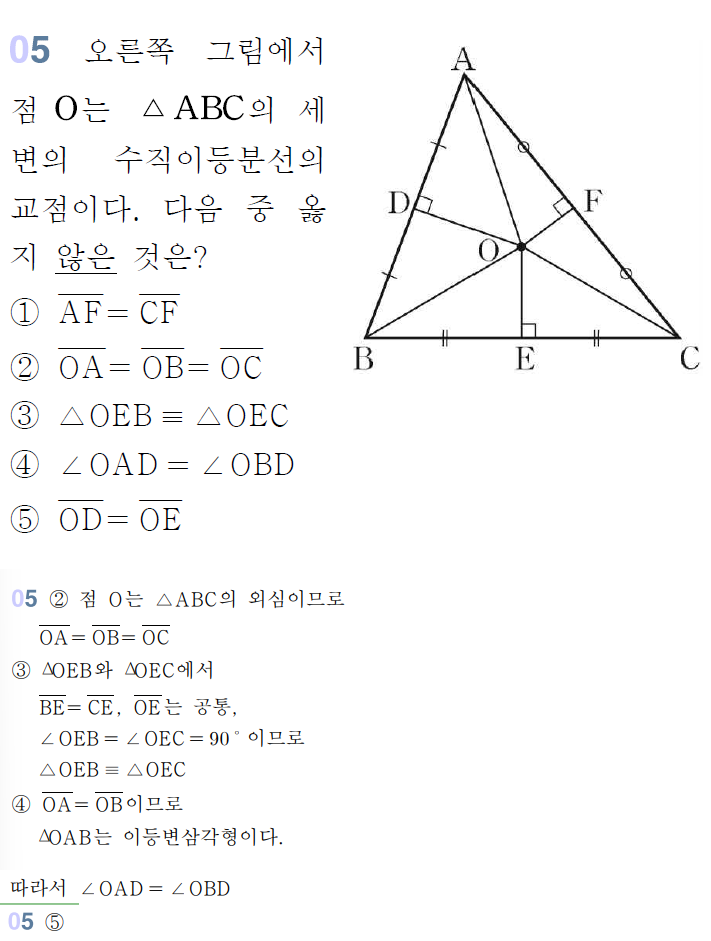 05 오른쪽 그림에서
점 O는 △ABC의 세
변의 수직이등분선의
교점이다. 다음 중 옳
지 않은 것은?
① AF = CF
② OA = OB = OC
③ △OEB ≡ △OEC
④ ∠OAD = ∠OBD
⑤ OD = OE
A
D
F
O
B
E
C
05 ② 점 O는 △ABC의 외심이므로
OA = OB = OC
③ △OEB와 △OEC에서
BE = CE, OE는 공통,
∠OEB = ∠OEC = 90°이므로
△OEB ≡ △OEC
④ OA = OB이므로
△OAB는 이등변삼각형이다.
따라서 ∠OAD = ∠OBD
05 ⑤